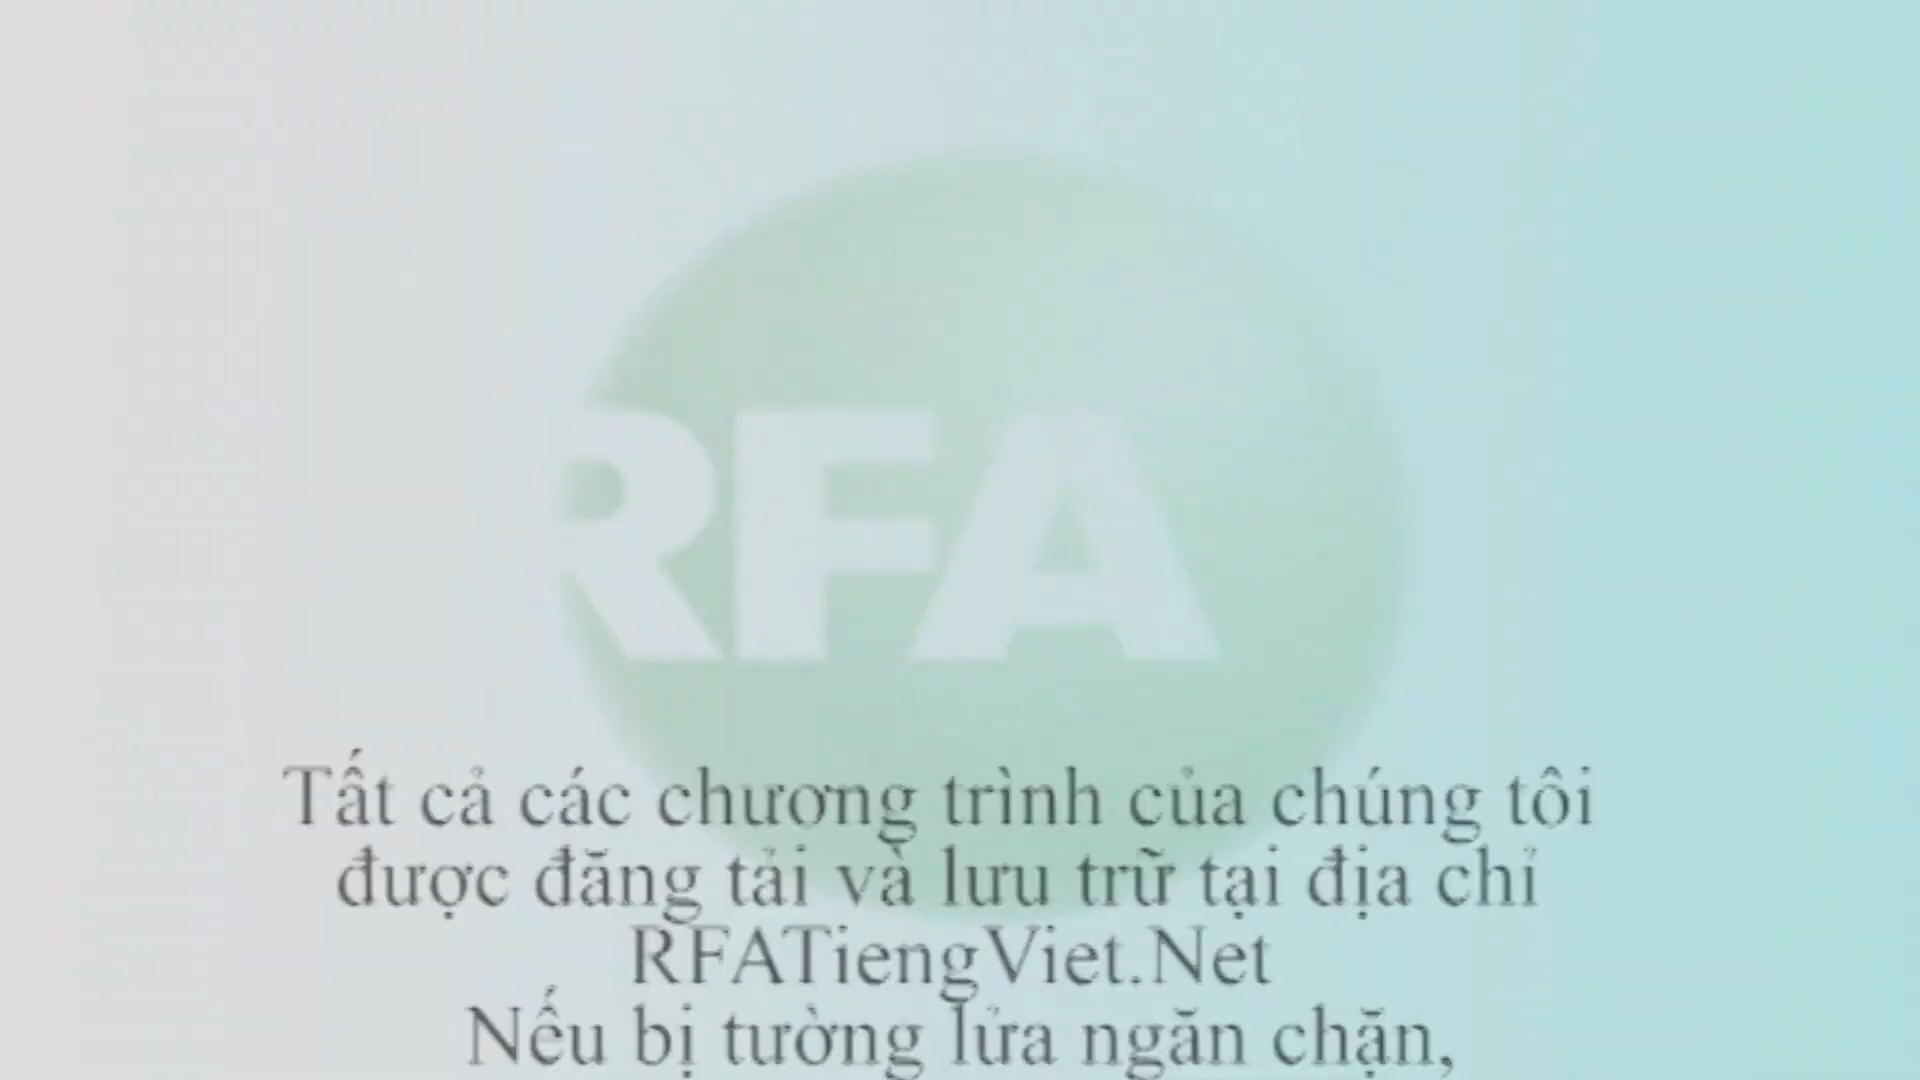 RFA
Tất cả các chương trình của chúng tôi
được đăng tải và lưu trữ tại địa chỉ
RFATiengViet.Net
Nếu bị tường lửa ngăn chặn,